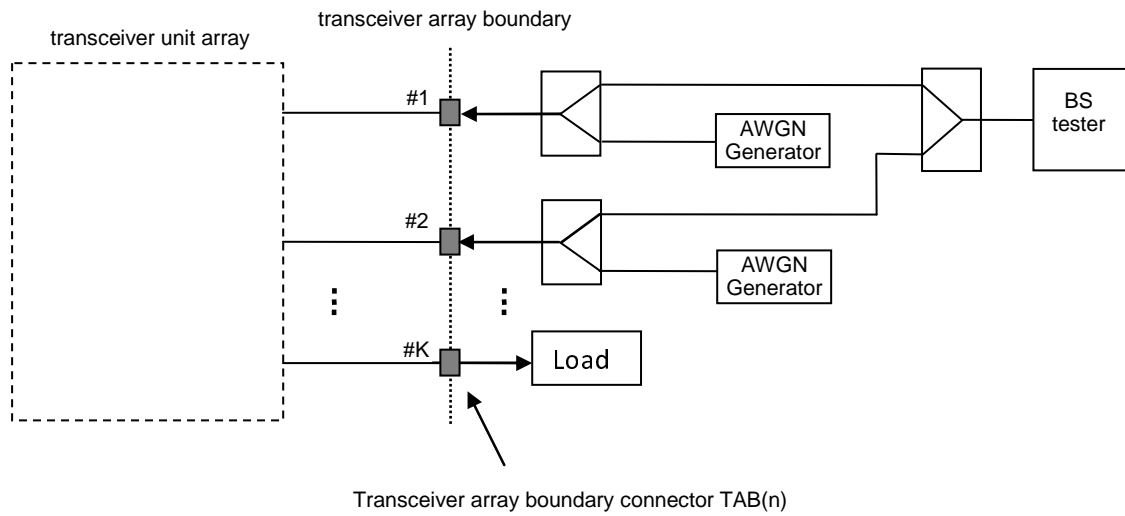 transceiver array boundary
transceiver unit array
#1
AWGN
Generator
BS
tester
#2
AWGN
Generator
#K
Load
Transceiver array boundary connector TAB(n)